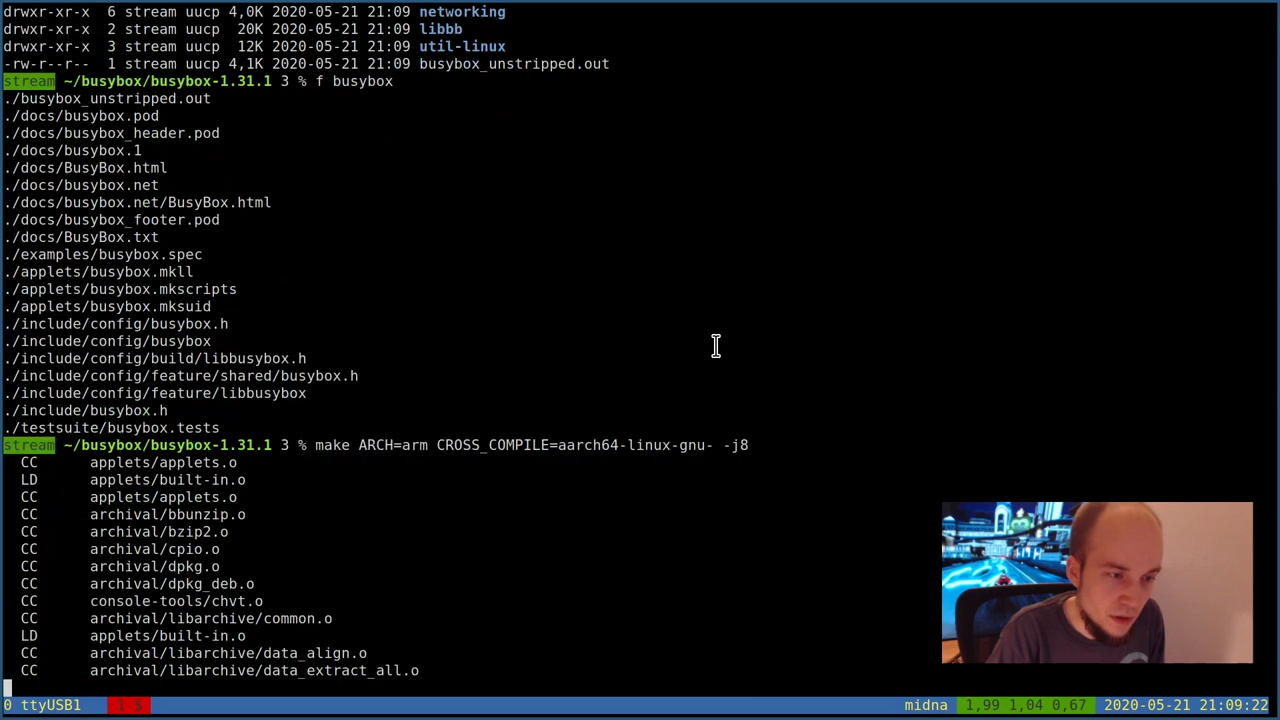 drwxr-xr-x  6 stream uucp 4,0K 2020-05-21 21:09 networking
drwxr-xr-x  2 stream uucp  20K 2020-05-21 21:09 libbb
drwxr-xr-x  3 stream uucp  12K 2020-05-21 21:09 util-linux
-rw-r--r--  1 stream uucp 4,1K 2020-05-21 21:09 busybox_unstripped.out
stream ~/busybox/busybox-1.31.1 3 % f busybox
./busybox_unstripped.out
./docs/busybox.pod
./docs/busybox_header.pod
./docs/busybox.1
./docs/BusyBox.html
./docs/busybox.net
./docs/busybox.net/BusyBox.html
./docs/busybox_footer.pod
./docs/BusyBox.txt
./examples/busybox.spec
./applets/busybox.mkll
./applets/busybox.mkscripts
./applets/busybox.mksuid
./include/config/busybox.h
./include/config/busybox
./include/config/build/libbusybox.h
./include/config/feature/shared/busybox.h
./include/config/feature/libbusybox
./include/busybox.h
./testsuite/busybox.tests
stream ~/busybox/busybox-1.31.1 3 % make ARCH=arm CROSS_COMPILE=aarch64-linux-gnu- -j8
CC      applets/applets.o
LD      applets/built-in.o
CC      applets/applets.o
CC      archival/bbunzip.o
CC      archival/bzip2.o
CC      archival/cpio.o
CC      archival/dpkg.o
CC      archival/dpkg_deb.o
CC      console-tools/chvt.o
CC      archival/libarchive/common.o
LD      applets/built-in.o
CC      archival/libarchive/data_align.o
CC      archival/libarchive/data_extract_all.o
0 ttyUSB1  1 $  midna  1,99 1,04 0,67  2020-05-21 21:09:22